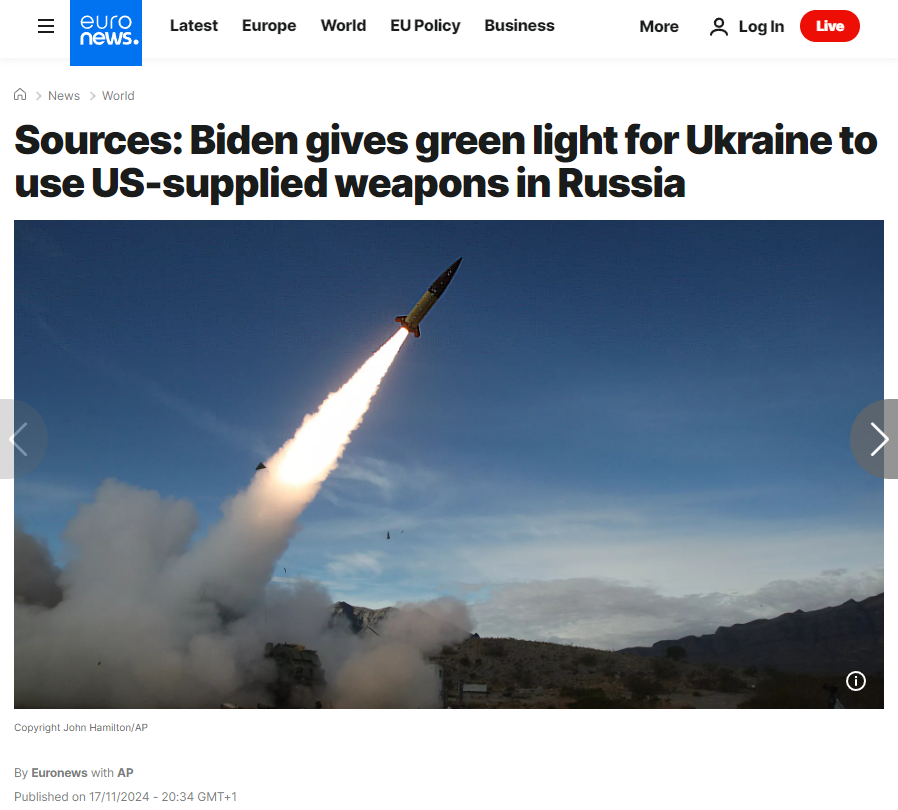 euro
news.
Latest Europe World EU Policy Business More Log In Live
News World
Sources: Biden gives green light for Ukraine to
use US-supplied weapons in Russia
Copyright John Hamilton/AP
By Euronews with AP
Published on 17/11/2024 - 20:34 GMT+1